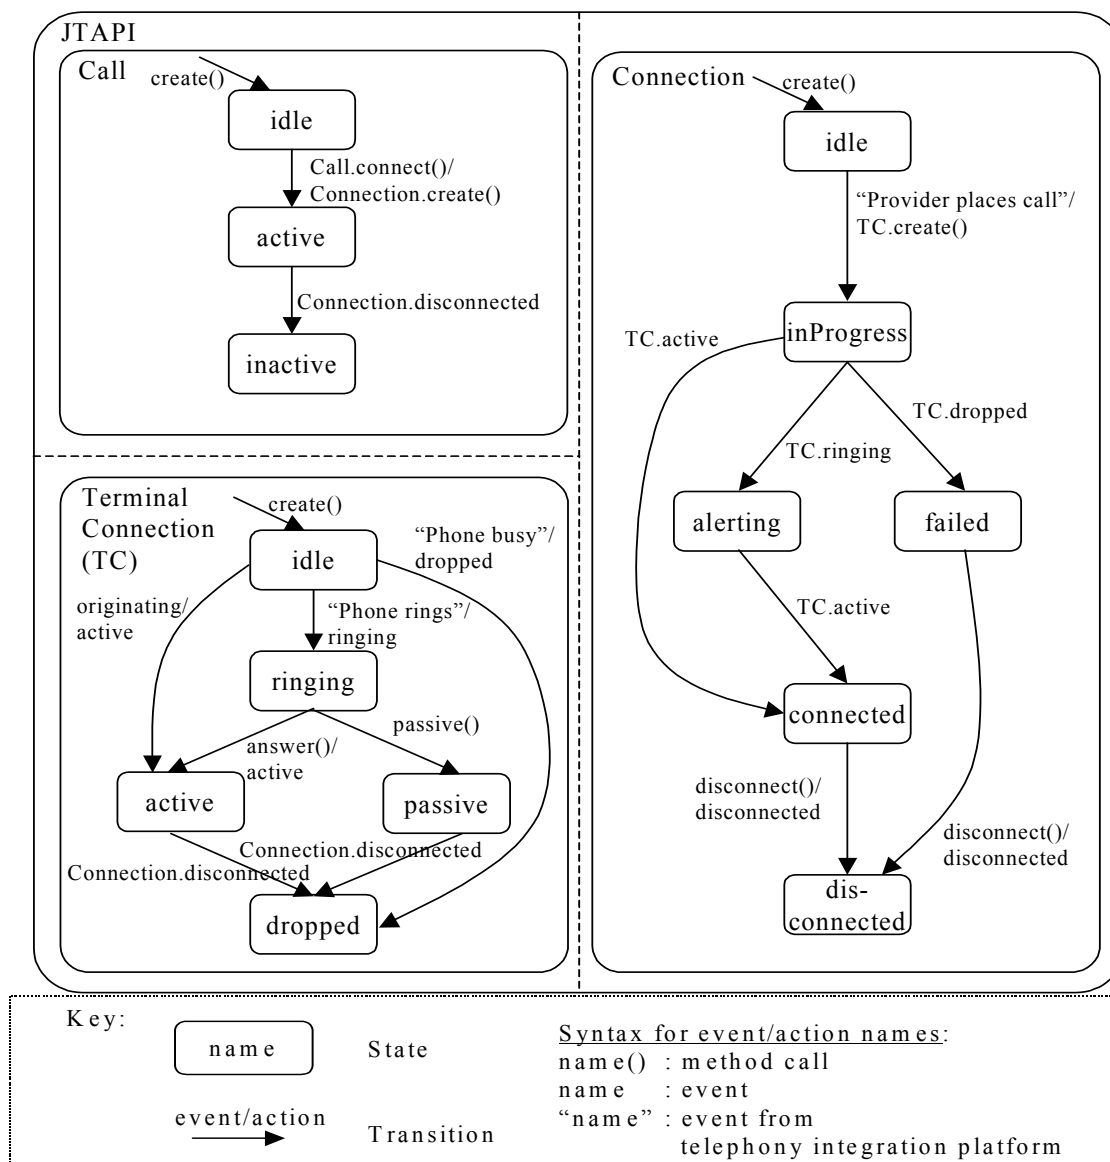 JTAPI
Call
create()
idle
Call.connect()/
Connection.create()
active
Connection.disconnected
inactive
Terminal
Connection
(TC)
create()
idle
“Phone busy”/
dropped
originating/
active
“Phone rings”/
ringing
ringing
passive()
answer()/
active
active
passive
Connection.disconnected
Connection.disconnected
dropped
Connection
create()
idle
“Provider places call”/
TC.create()
inProgress
TC.active
TC.dropped
TC.ringing
alerting
failed
TC.active
connected
disconnect()/
disconnected
disconnect()/
disconnected
dis-
connected
Key:
name
State
event/action
Transition
Syntax for event/action names:
name() : method call
name : event
“name” : event from
telephony integration platform